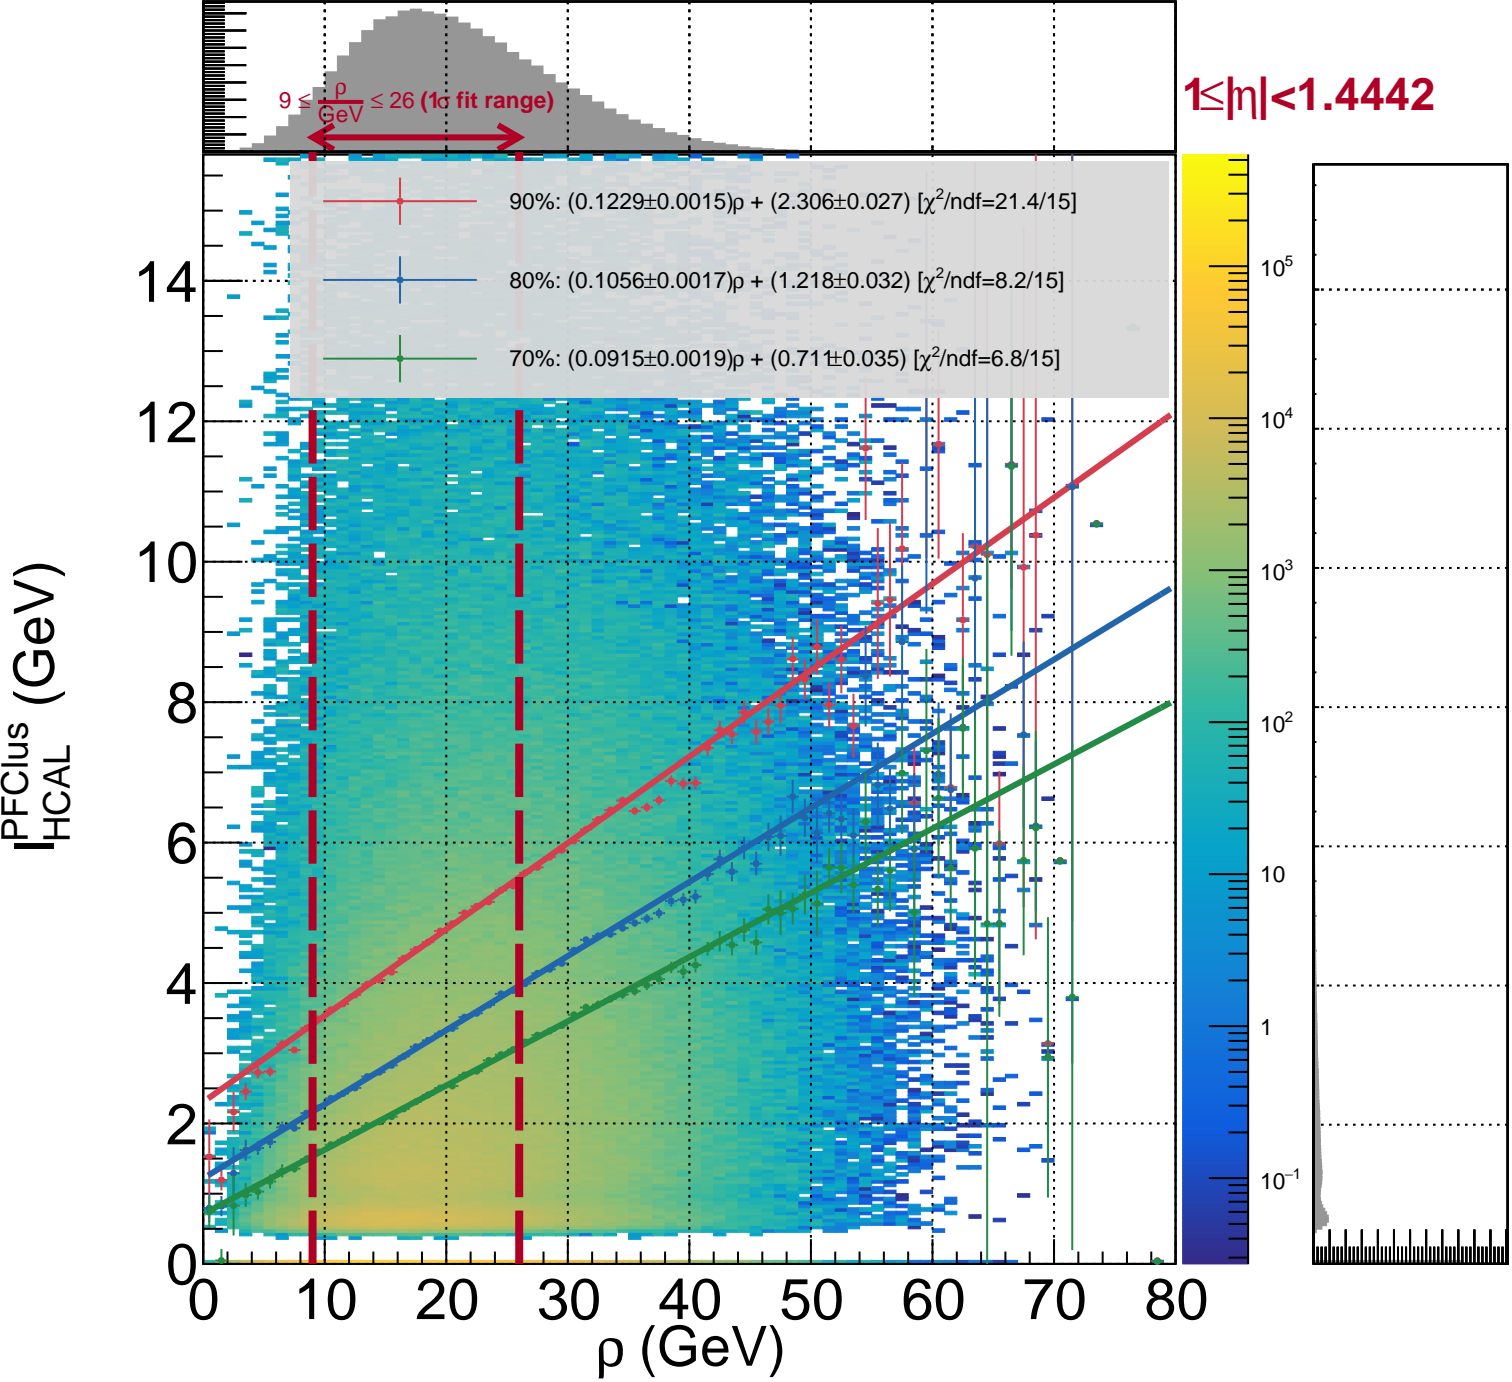 9 ≤ ρ/GeV ≤ 26 (1σ fit range)
1≤|η|<1.4442
90%: (0.1229±0.0015)ρ + (2.306±0.027) [χ²/ndf=21.4/15]
80%: (0.1056±0.0017)ρ + (1.218±0.032) [χ²/ndf=8.2/15]
70%: (0.0915±0.0019)ρ + (0.711±0.035) [χ²/ndf=6.8/15]
14
12
10
8
6
4
2
0
I_HCAL^PFClus (GeV)
0 10 20 30 40 50 60 70 80
ρ (GeV)
10⁵
10⁴
10³
10²
10
1
10⁻¹